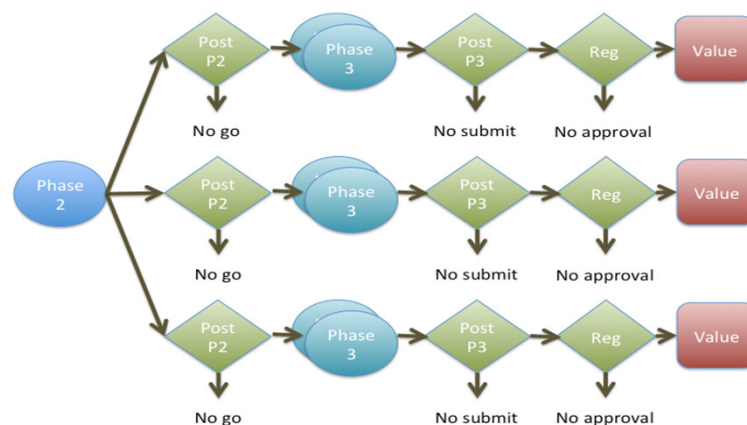 Post
P2
Phase
3
Post
P3
Reg
Value
No go
No submit
No approval
Phase
2
Post
P2
Phase
3
Post
P3
Reg
Value
No go
No submit
No approval
Post
P2
Phase
3
Post
P3
Reg
Value
No go
No submit
No approval